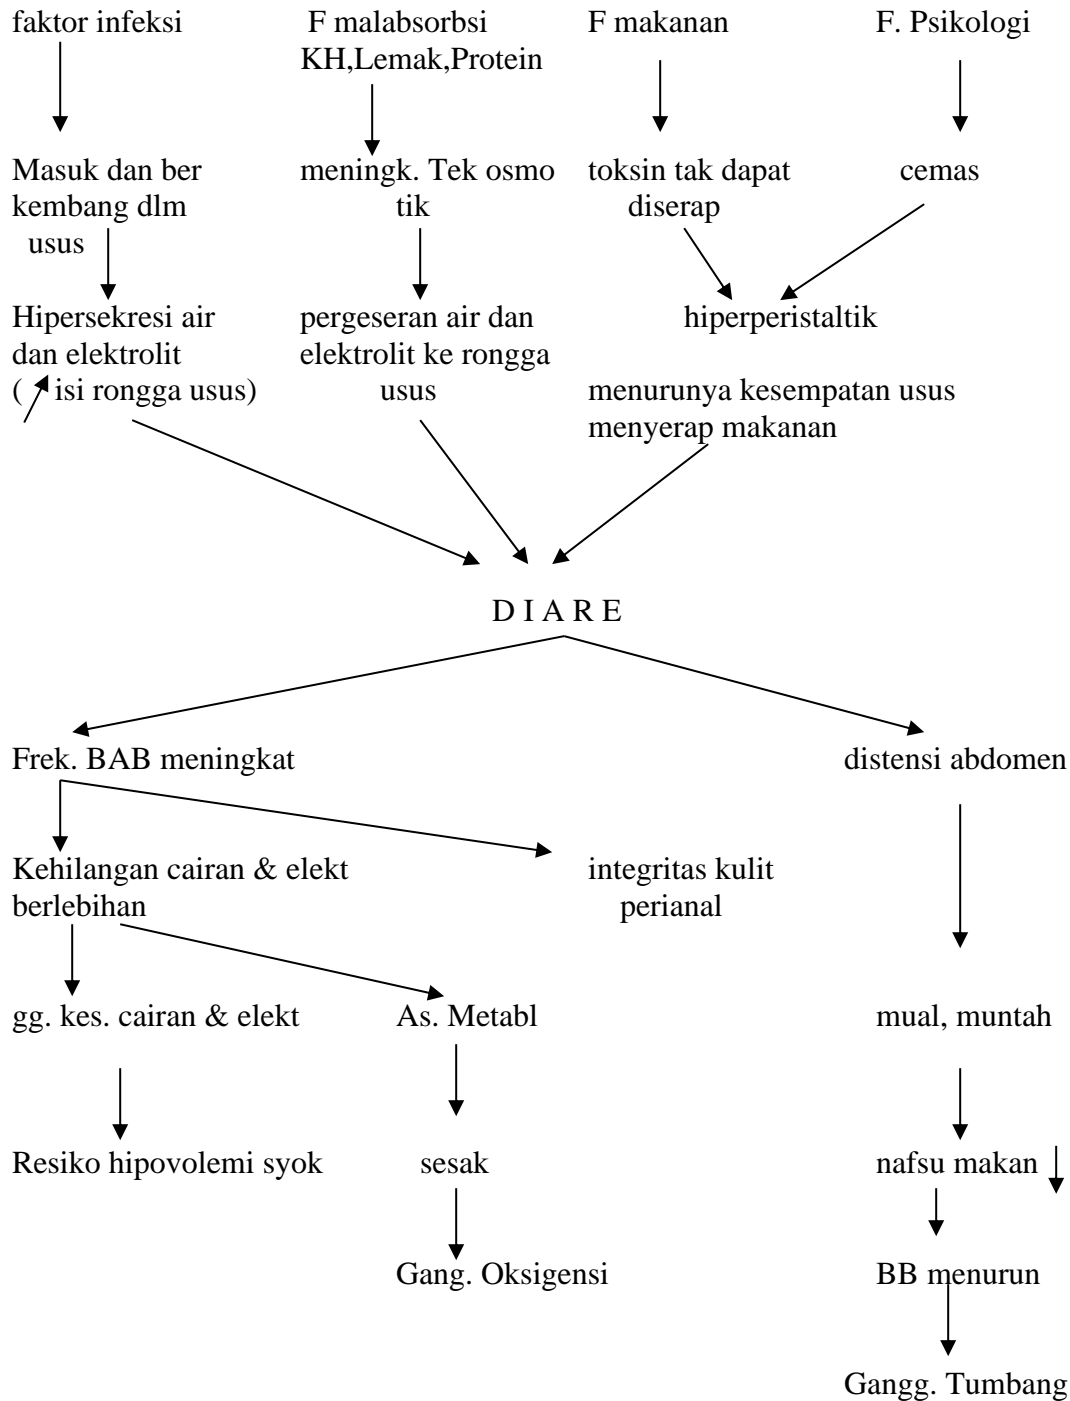 faktor infeksi
F malabsorbsi
KH,Lemak,Protein
F makanan
F. Psikologi
Masuk dan ber
kembang dlm
usus
meningk. Tek osmo
tik
toksin tak dapat
diserap
cemas
Hipersekresi air
dan elektrolit
( isi rongga usus)
pergeseran air dan
elektrolit ke rongga
usus
hiperperistaltik
menurunya kesempatan usus
menyerap makanan
D I A R E
Frek. BAB meningkat
distensi abdomen
Kehilangan cairan & elekt
berlebihan
integritas kulit
perianal
gg. kes. cairan & elekt
As. Metabl
mual, muntah
Resiko hipovolemi syok
sesak
nafsu makan
Gang. Oksigensi
BB menurun
Gangg. Tumbang